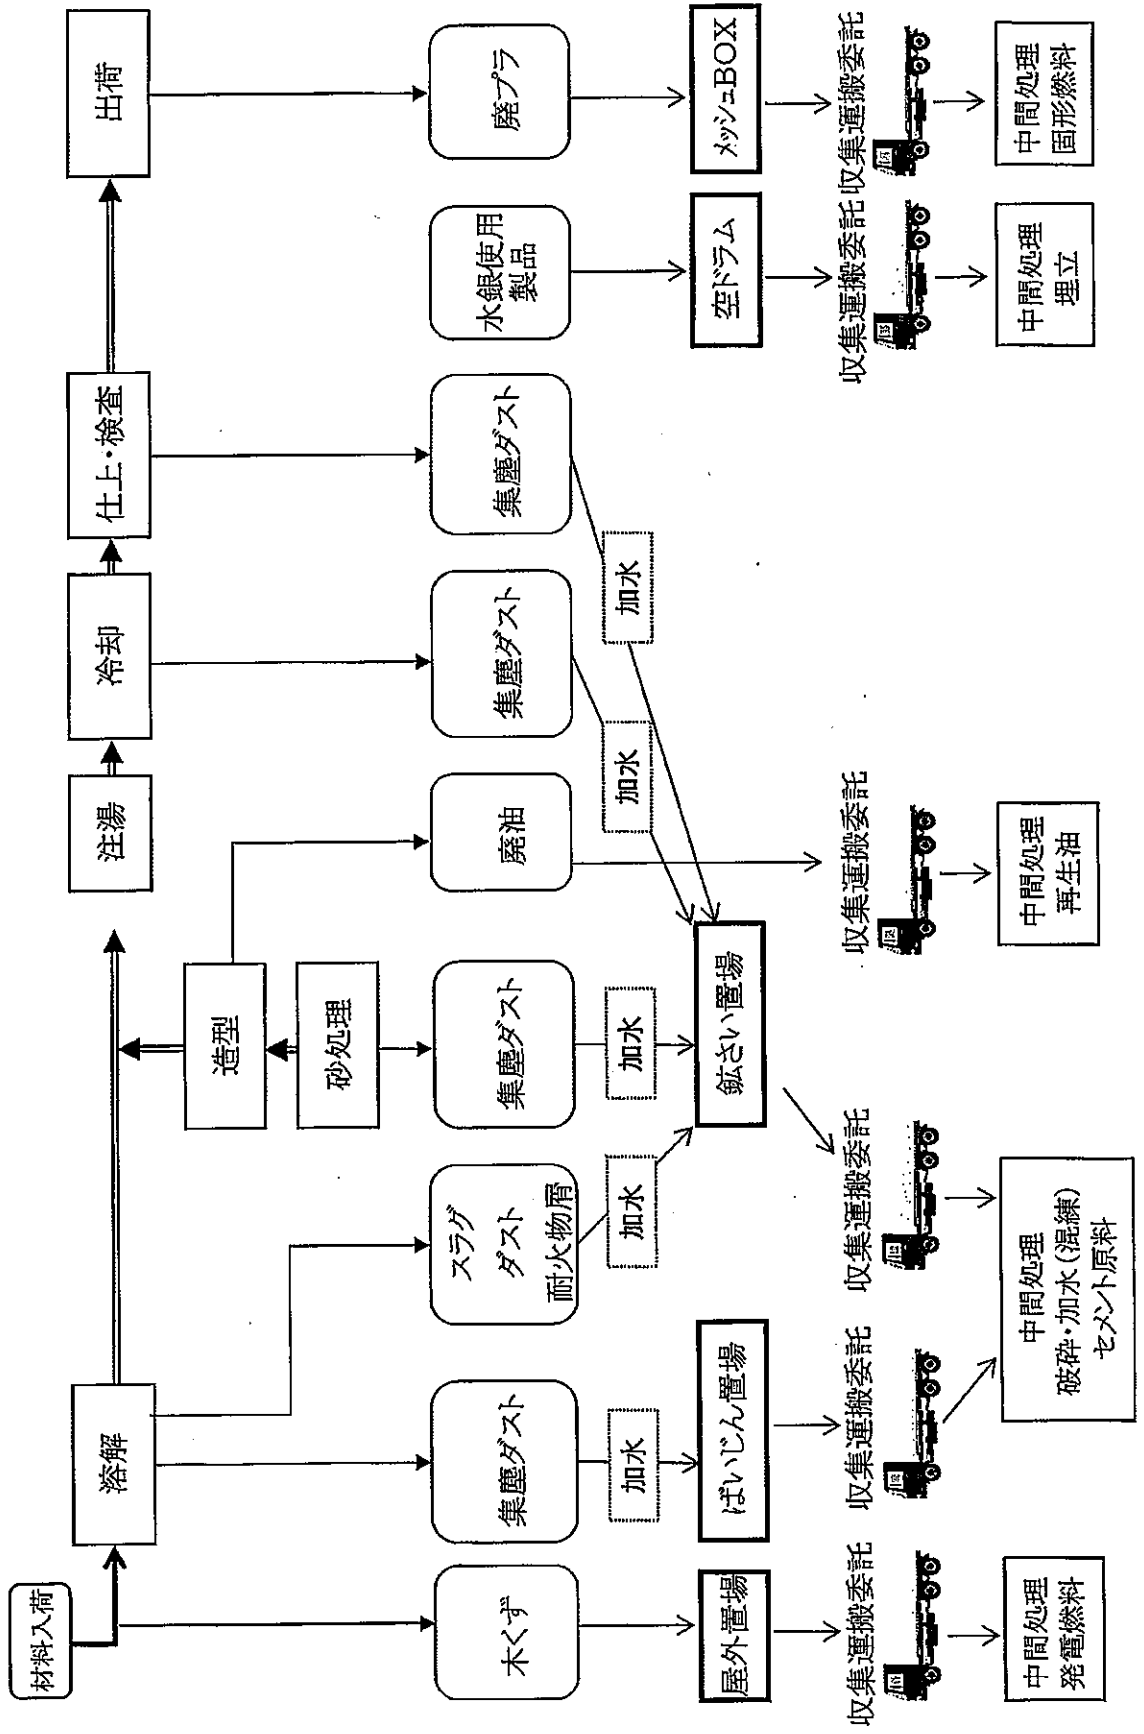 材料入荷
溶解
注湯
冷却
仕上・検査
出荷
造型
砂処理
木くず
集塵ダスト
スラグ
ダスト
耐火物屑
集塵ダスト
廃油
集塵ダスト
集塵ダスト
水銀使用
製品
廃プラ
加水
加水
加水
加水
加水
屋外置場
ばいじん置場
鉱さい置場
空ドラム
メッシュBOX
収集運搬委託
収集運搬委託
収集運搬委託
収集運搬委託
収集運搬委託
収集運搬委託
中間処理
発電燃料
中間処理
破砕・加水(混練)
セメント原料
中間処理
再生油
中間処理
埋立
中間処理
固形燃料